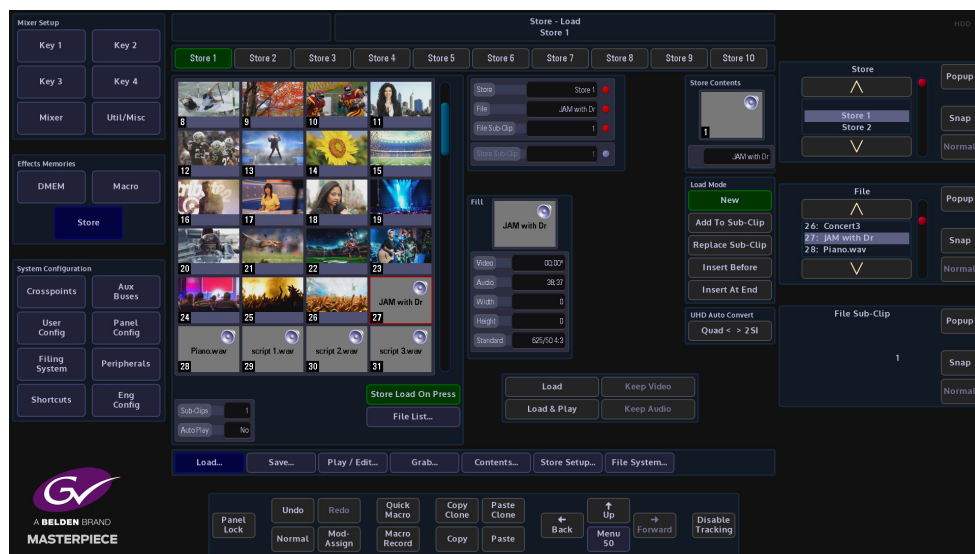 Mixer Setup
Key 1
Key 2
Key 3
Key 4
Mixer
Util/Misc
Effects Memories
DMEM
Macro
Store
System Configuration
Crosspoints
Aux
Buses
User
Config
Panel
Config
Filing
System
Peripherals
Shortcuts
Eng
Config
A BELDEN BRAND
MASTERPIECE
Store - Load
Store 1
Store 1
Store 2
Store 3
Store 4
Store 5
Store 6
Store 7
Store 8
Store 9
Store 10
8
9
10
11
12
13
14
15
16
17
18
19
20
21
22
23
24
25
26
JAM with Dr
27
Piano.wav
28
script 1.wav
29
script 2.wav
30
script 3.wav
31
Sub-Clips 1
Auto Play No
Store Load On Press
File List...
Store Store 1
File JAM with Dr
File Sub-Clip 1
Store Sub Clip 1
Fill
JAM with Dr
Video 00:00*
Audio 38:37
Width 0
Height 0
Standard 625/50 4:3
Load
Keep Video
Load & Play
Keep Audio
Store Contents
1
JAM with Dr
Load Mode
New
Add To Sub-Clip
Replace Sub-Clip
Insert Before
Insert At End
UHD Auto Convert
Quad < > 2SI
Load...
Save...
Play / Edit...
Grab...
Contents...
Store Setup...
File System...
Panel
Lock
Undo
Redo
Normal
Mod-
Assign
Quick
Macro
Macro
Record
Copy
Clone
Paste
Clone
Copy
Paste
←
Back
↑
Up
Menu
50
→
Forward
Disable
Tracking
HDD
Store
Store 1
Store 2
Popup
Snap
Normal
File
26: Concert3
27: JAM with Dr
28: Piano.wav
Popup
Snap
Normal
File Sub-Clip
1
Popup
Snap
Normal